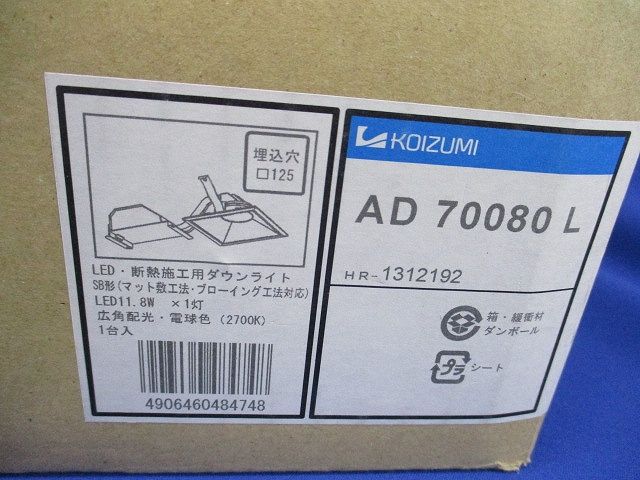 埋込穴
□125
LED・断熱施工用ダウンライト
SB形(マット敷工法・ブローイング工法対応)
LED11.8W ×1灯
広角配光・電球色 (2700K)
1台入
4906460484748
KOIZUMI
AD 70080 L
HR-1312192
箱・緩衝材
ダンボール
プラ
シート